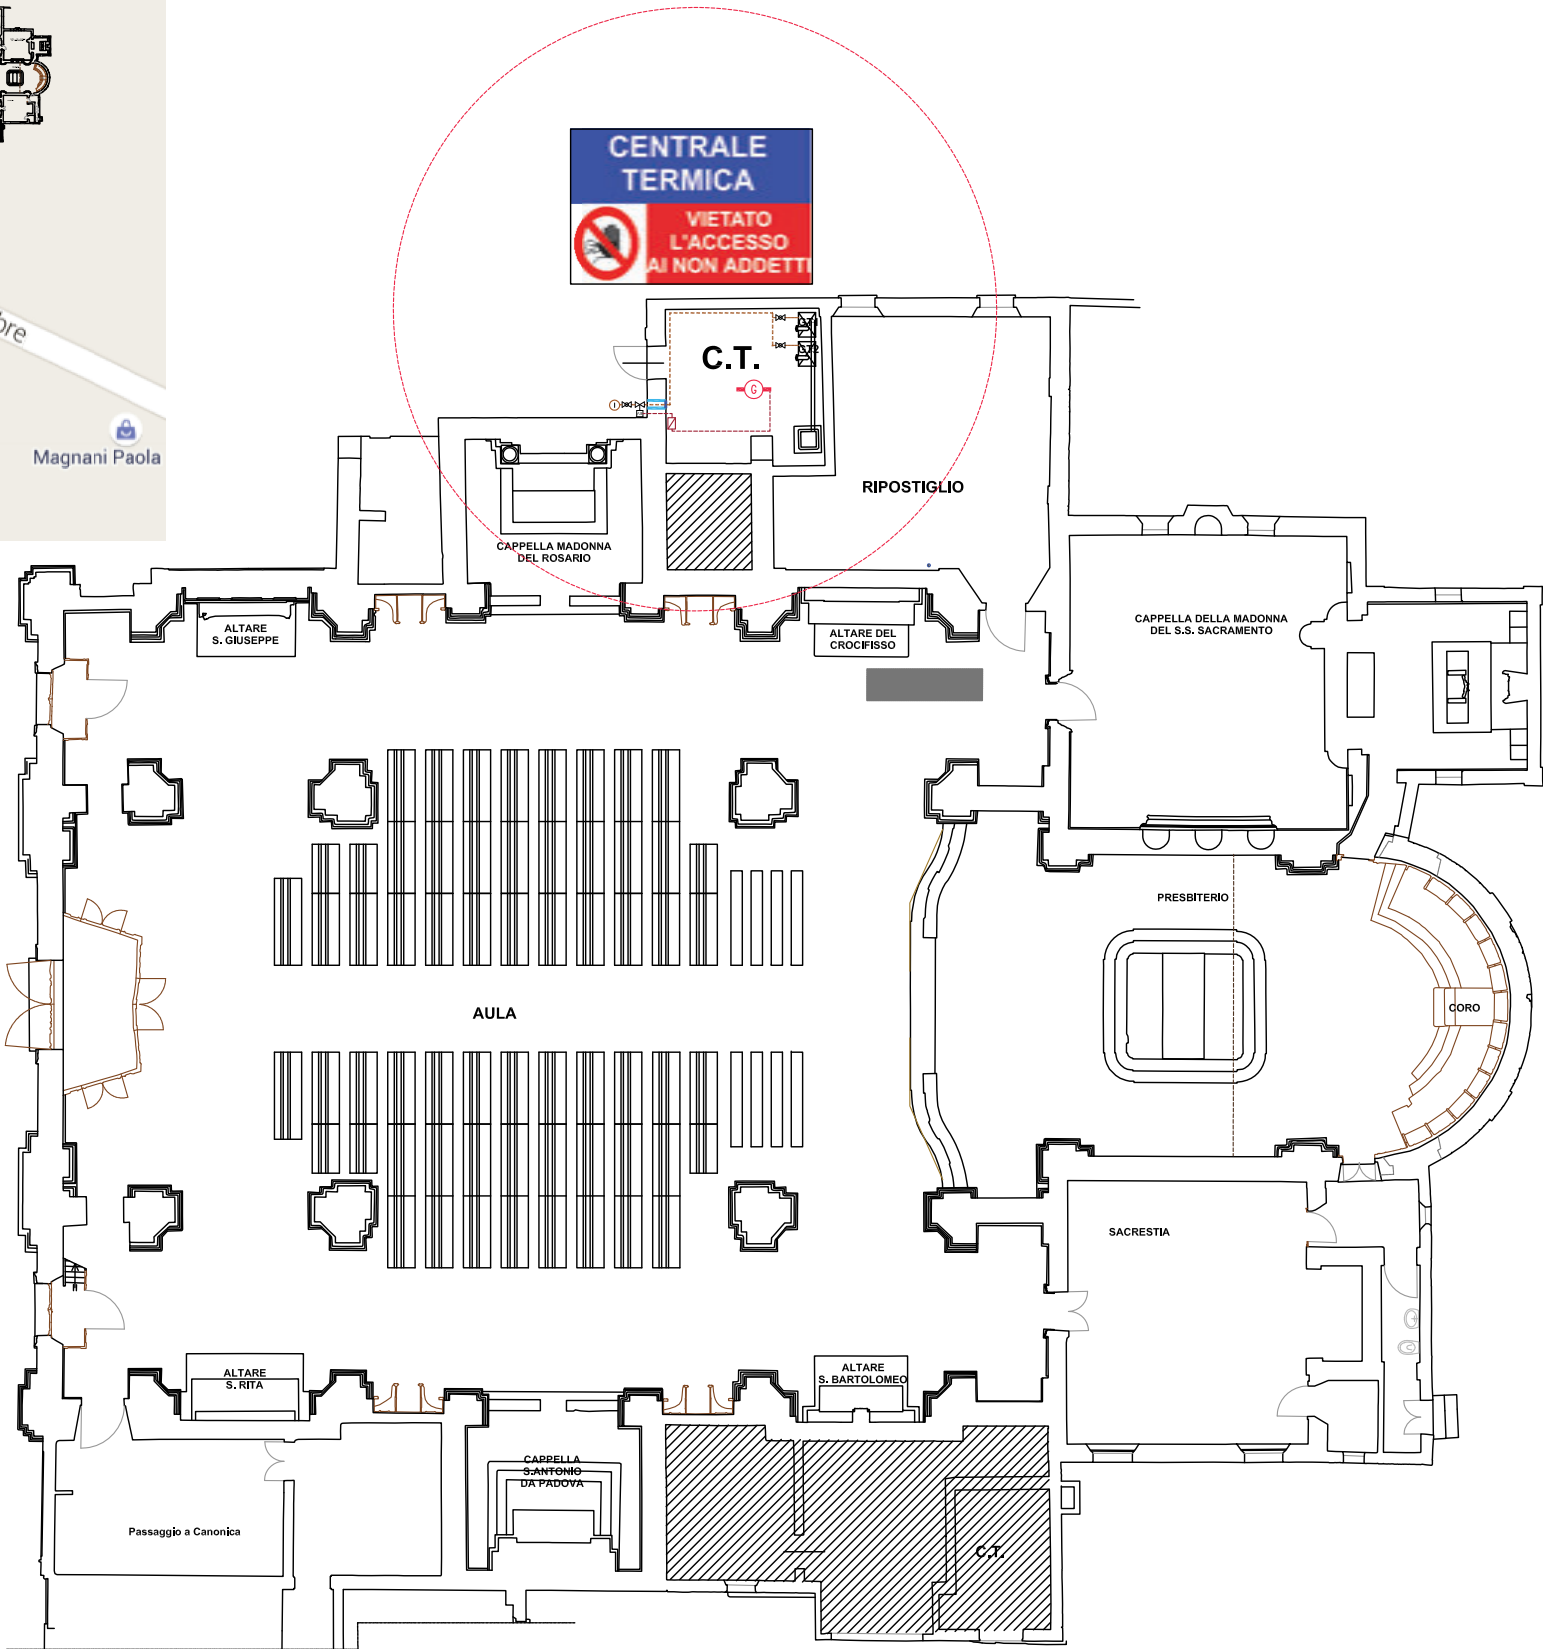 CENTRALE
TERMICA
VIETATO
L'ACCESSO
AI NON ADDETTI
bre
Magnani Paola
C.T.
G
I
RIPOSTIGLIO
CAPPELLA MADONNA
DEL ROSARIO
ALTARE
S. GIUSEPPE
ALTARE DEL
CROCIFISSO
CAPPELLA DELLA MADONNA
DEL S.S. SACRAMENTO
PRESBITERIO
AULA
CORO
SACRESTIA
ALTARE
S. RITA
ALTARE
S. BARTOLOMEO
CAPPELLA
S.ANTONIO
DA PADOVA
Passaggio a Canonica
C.T.